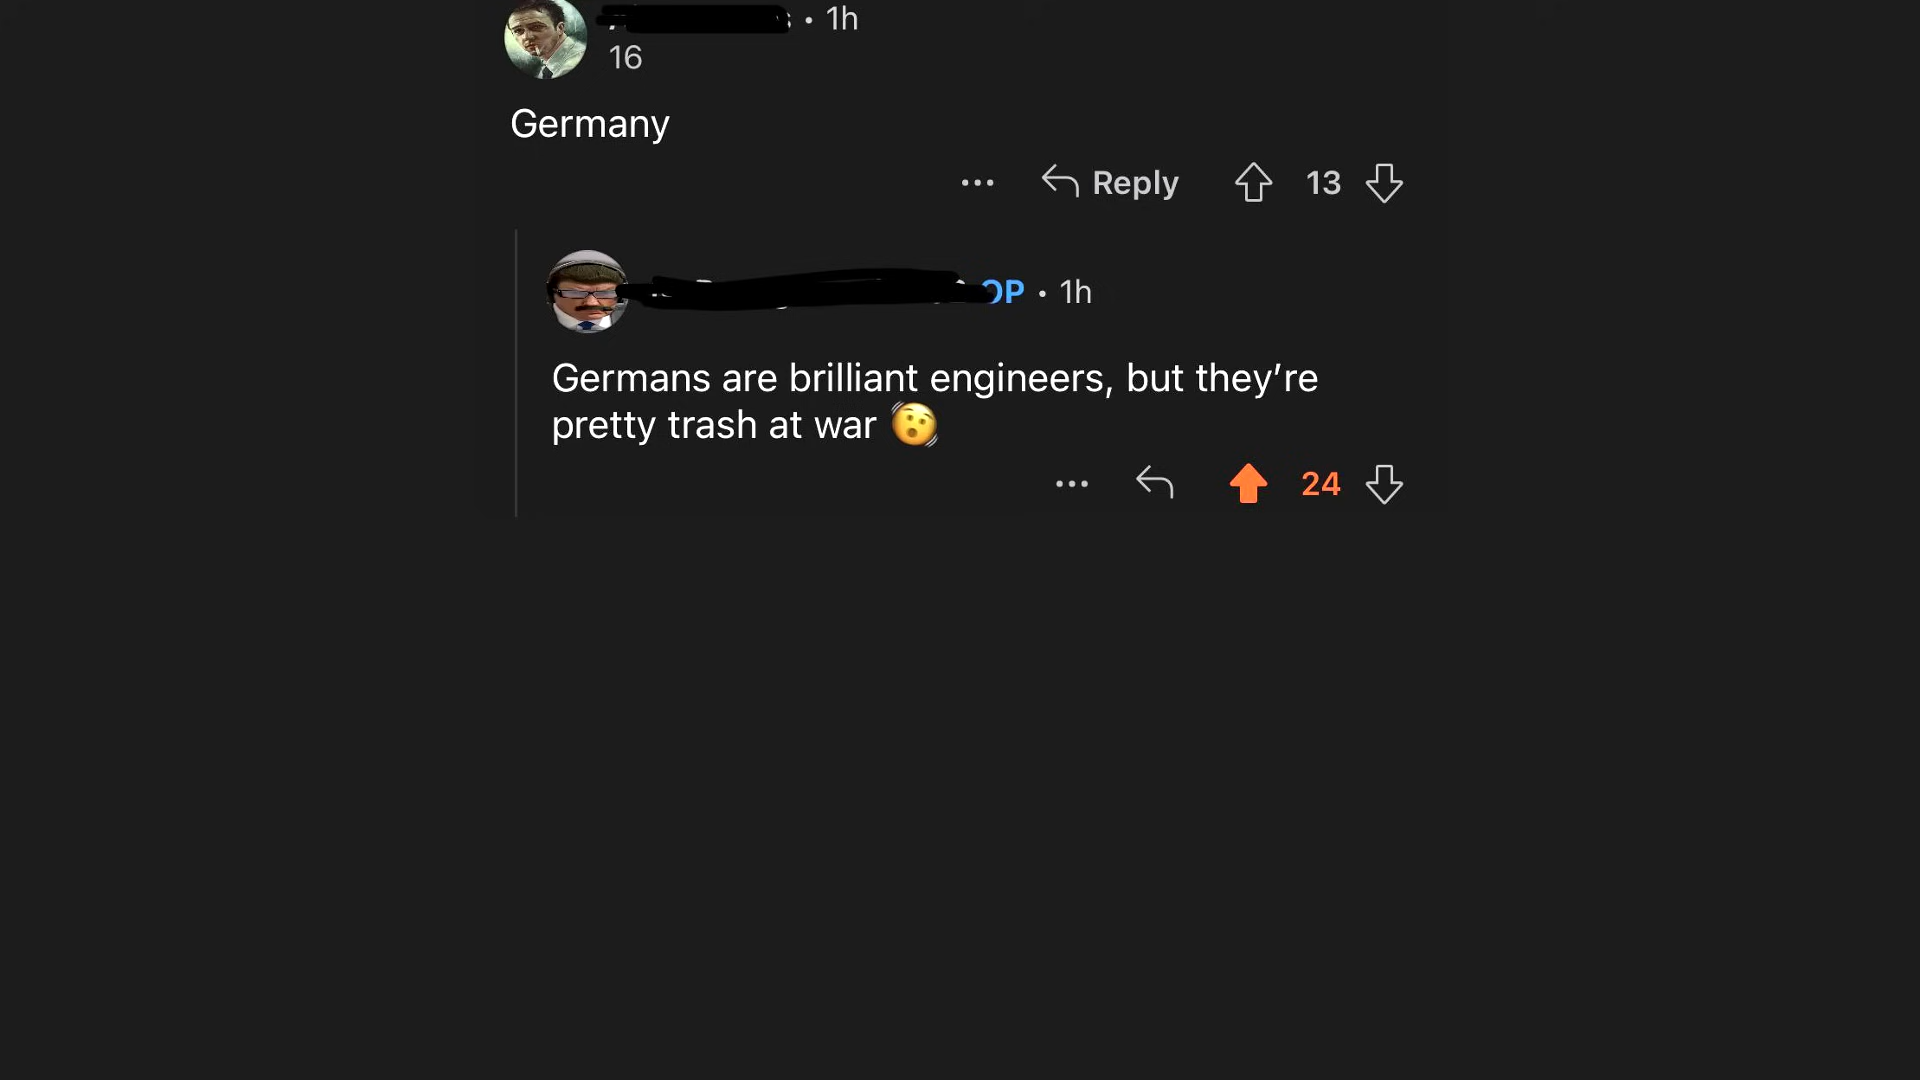 • 1h
16
Germany
... Reply 13
OP • 1h
Germans are brilliant engineers, but they’re
pretty trash at war 😯
... 24